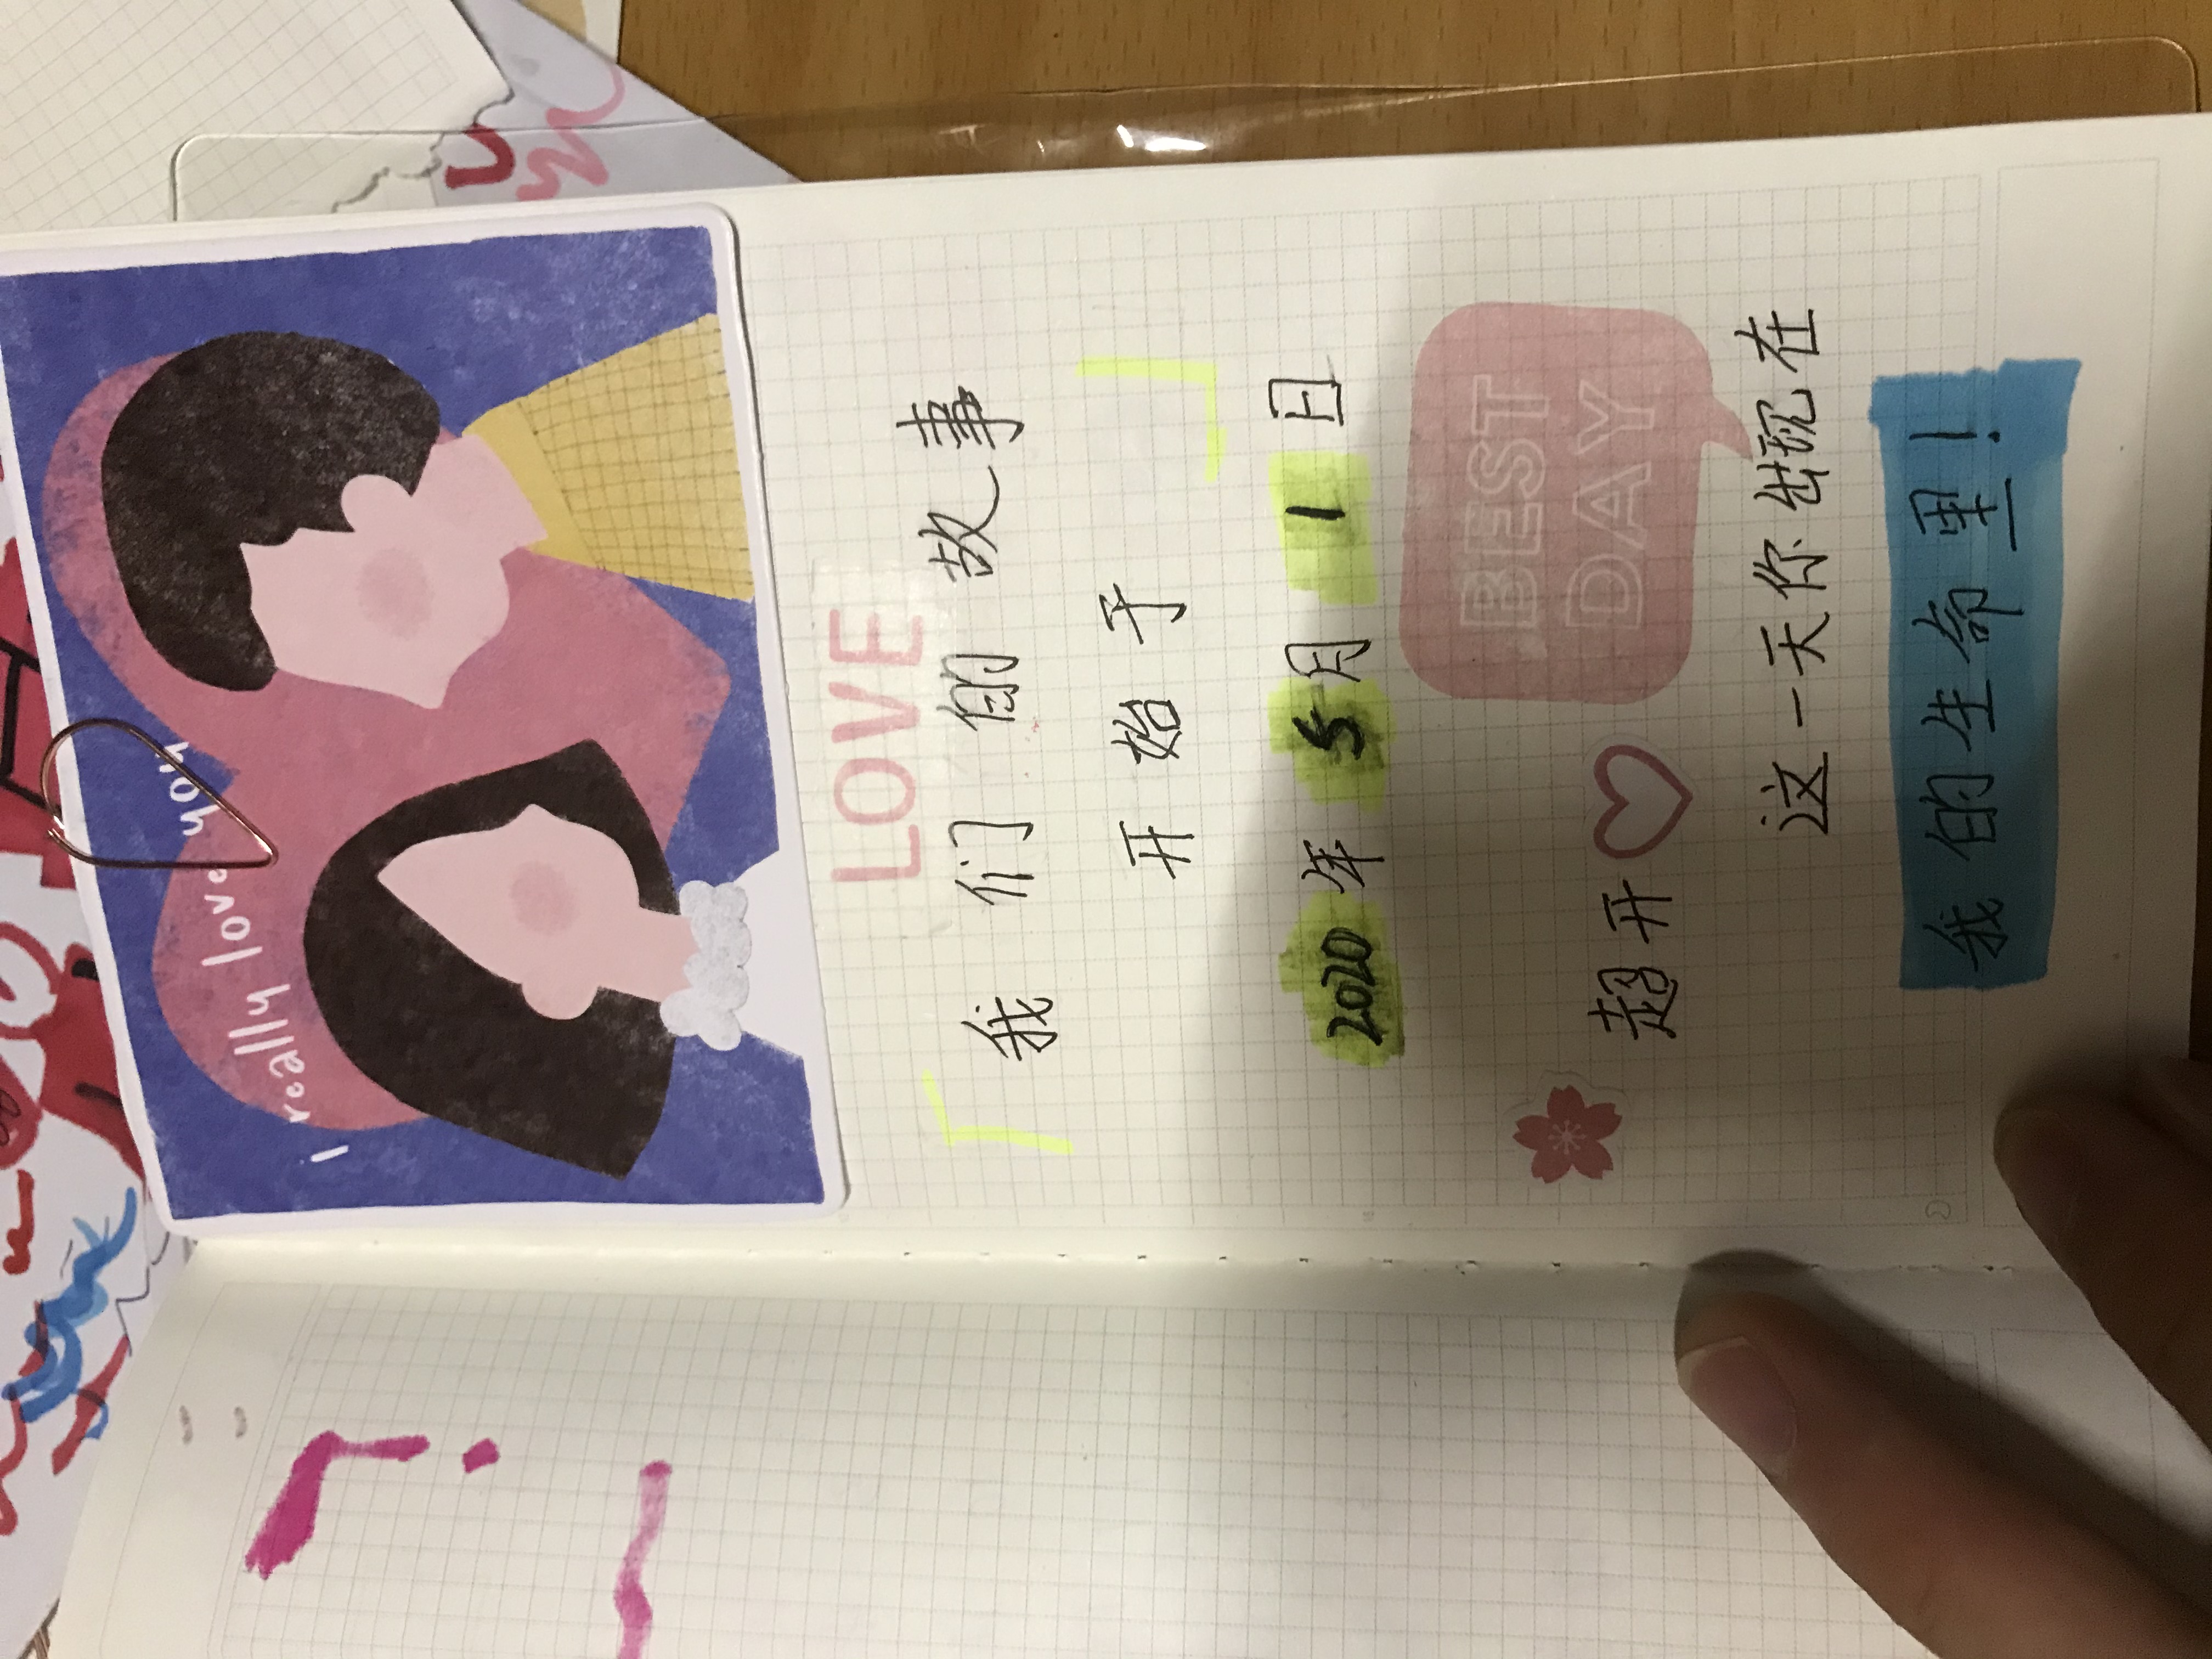 i really love you
LOVE
我们的故事
开始于
2020年5月1日
BEST
DAY
超开
这一天你出现在
我的生命里！